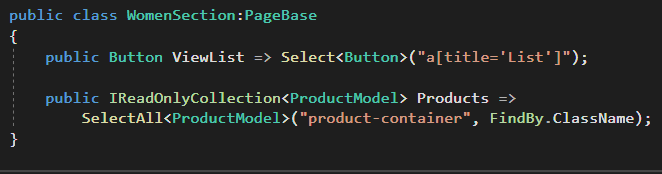 public class WomenSection:PageBase
{
public Button ViewList => Select<Button>("a[title='List']");
public IReadOnlyCollection<ProductModel> Products =>
SelectAll<ProductModel>("product-container", FindBy.ClassName);
}